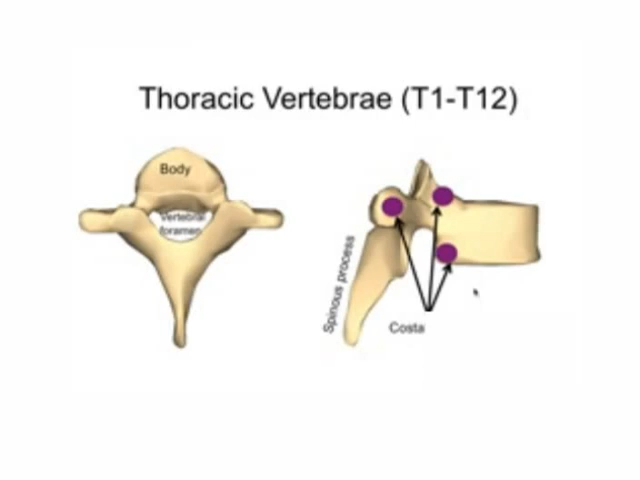 Thoracic Vertebrae (T1-T12)
Body
Vertebral
foramen
Spinous process
Costa